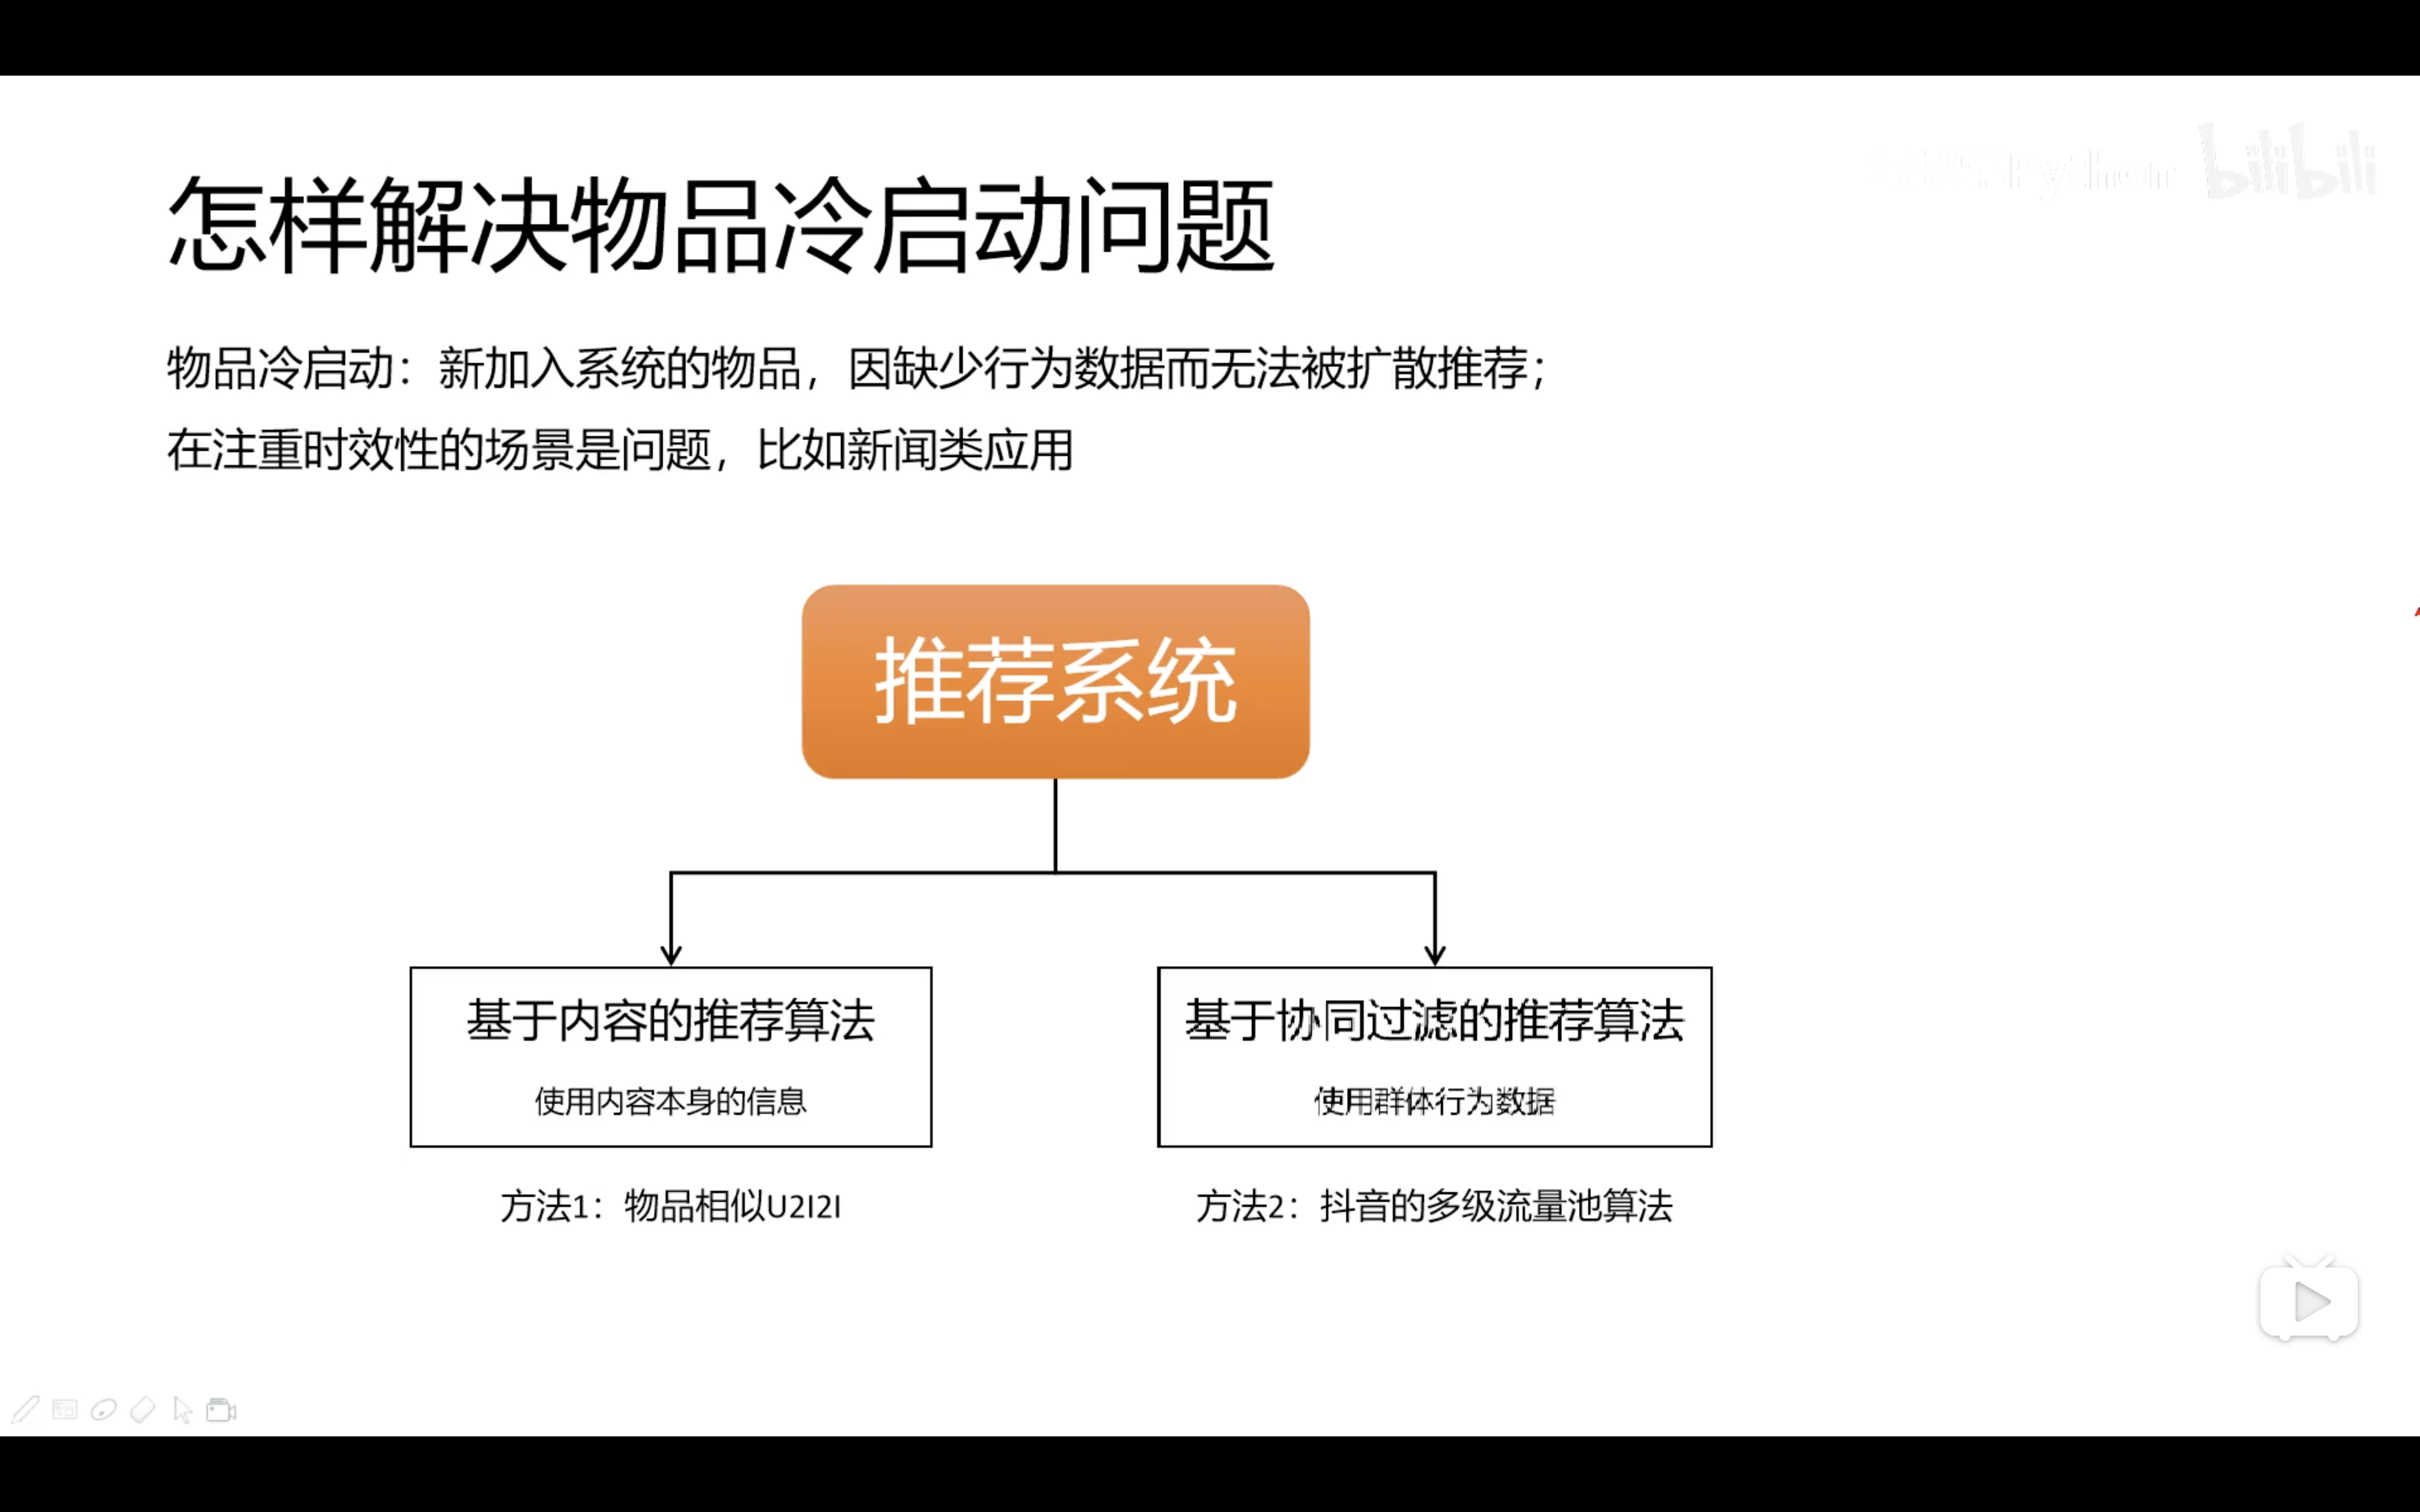 怎样解决物品冷启动问题
bilibili
物品冷启动：新加入系统的物品，因缺少行为数据而无法被扩散推荐；
在注重时效性的场景是问题，比如新闻类应用
推荐系统
基于内容的推荐算法
使用内容本身的信息
基于协同过滤的推荐算法
使用群体行为数据
方法1：物品相似U2I2I
方法2：抖音的多级流量池算法